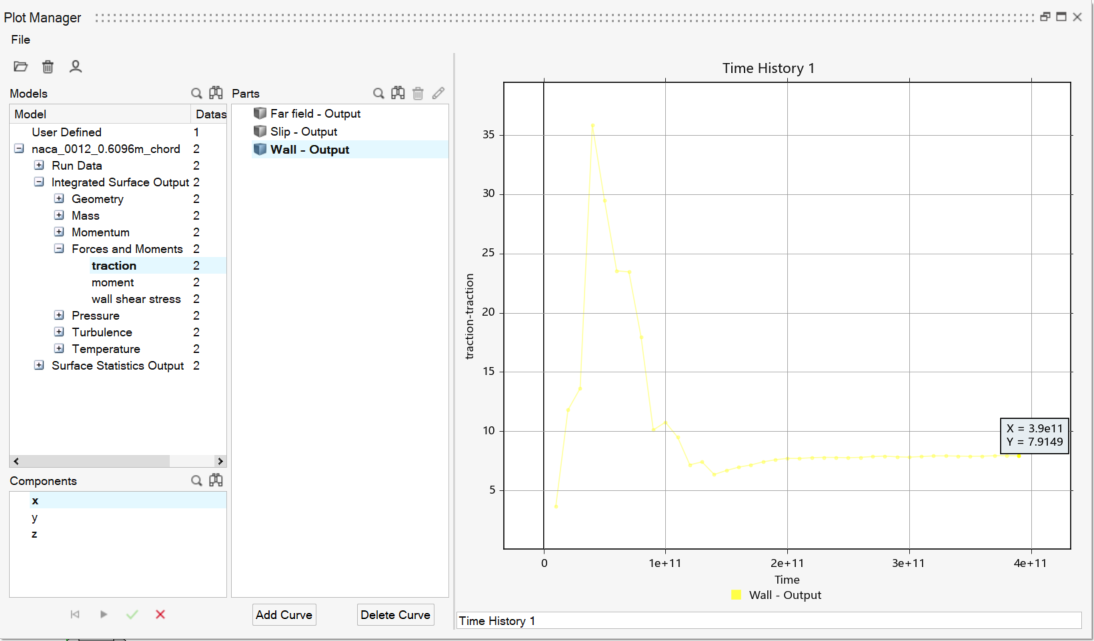 Plot Manager
File
Models
Parts
Model Datas
User Defined 1
naca_0012_0.6096m_chord 2
Run Data 2
Integrated Surface Output 2
Geometry 2
Mass 2
Momentum 2
Forces and Moments 2
traction 2
moment 2
wall shear stress 2
Pressure 2
Turbulence 2
Temperature 2
Surface Statistics Output 2
Far field - Output
Slip - Output
Wall - Output
Components
x
y
z
Add Curve
Delete Curve
Time History 1
traction-traction
35
30
25
20
15
10
5
X = 3.9e11
Y = 7.9149
0 1e+11 2e+11 3e+11 4e+11
Time
Wall - Output
Time History 1